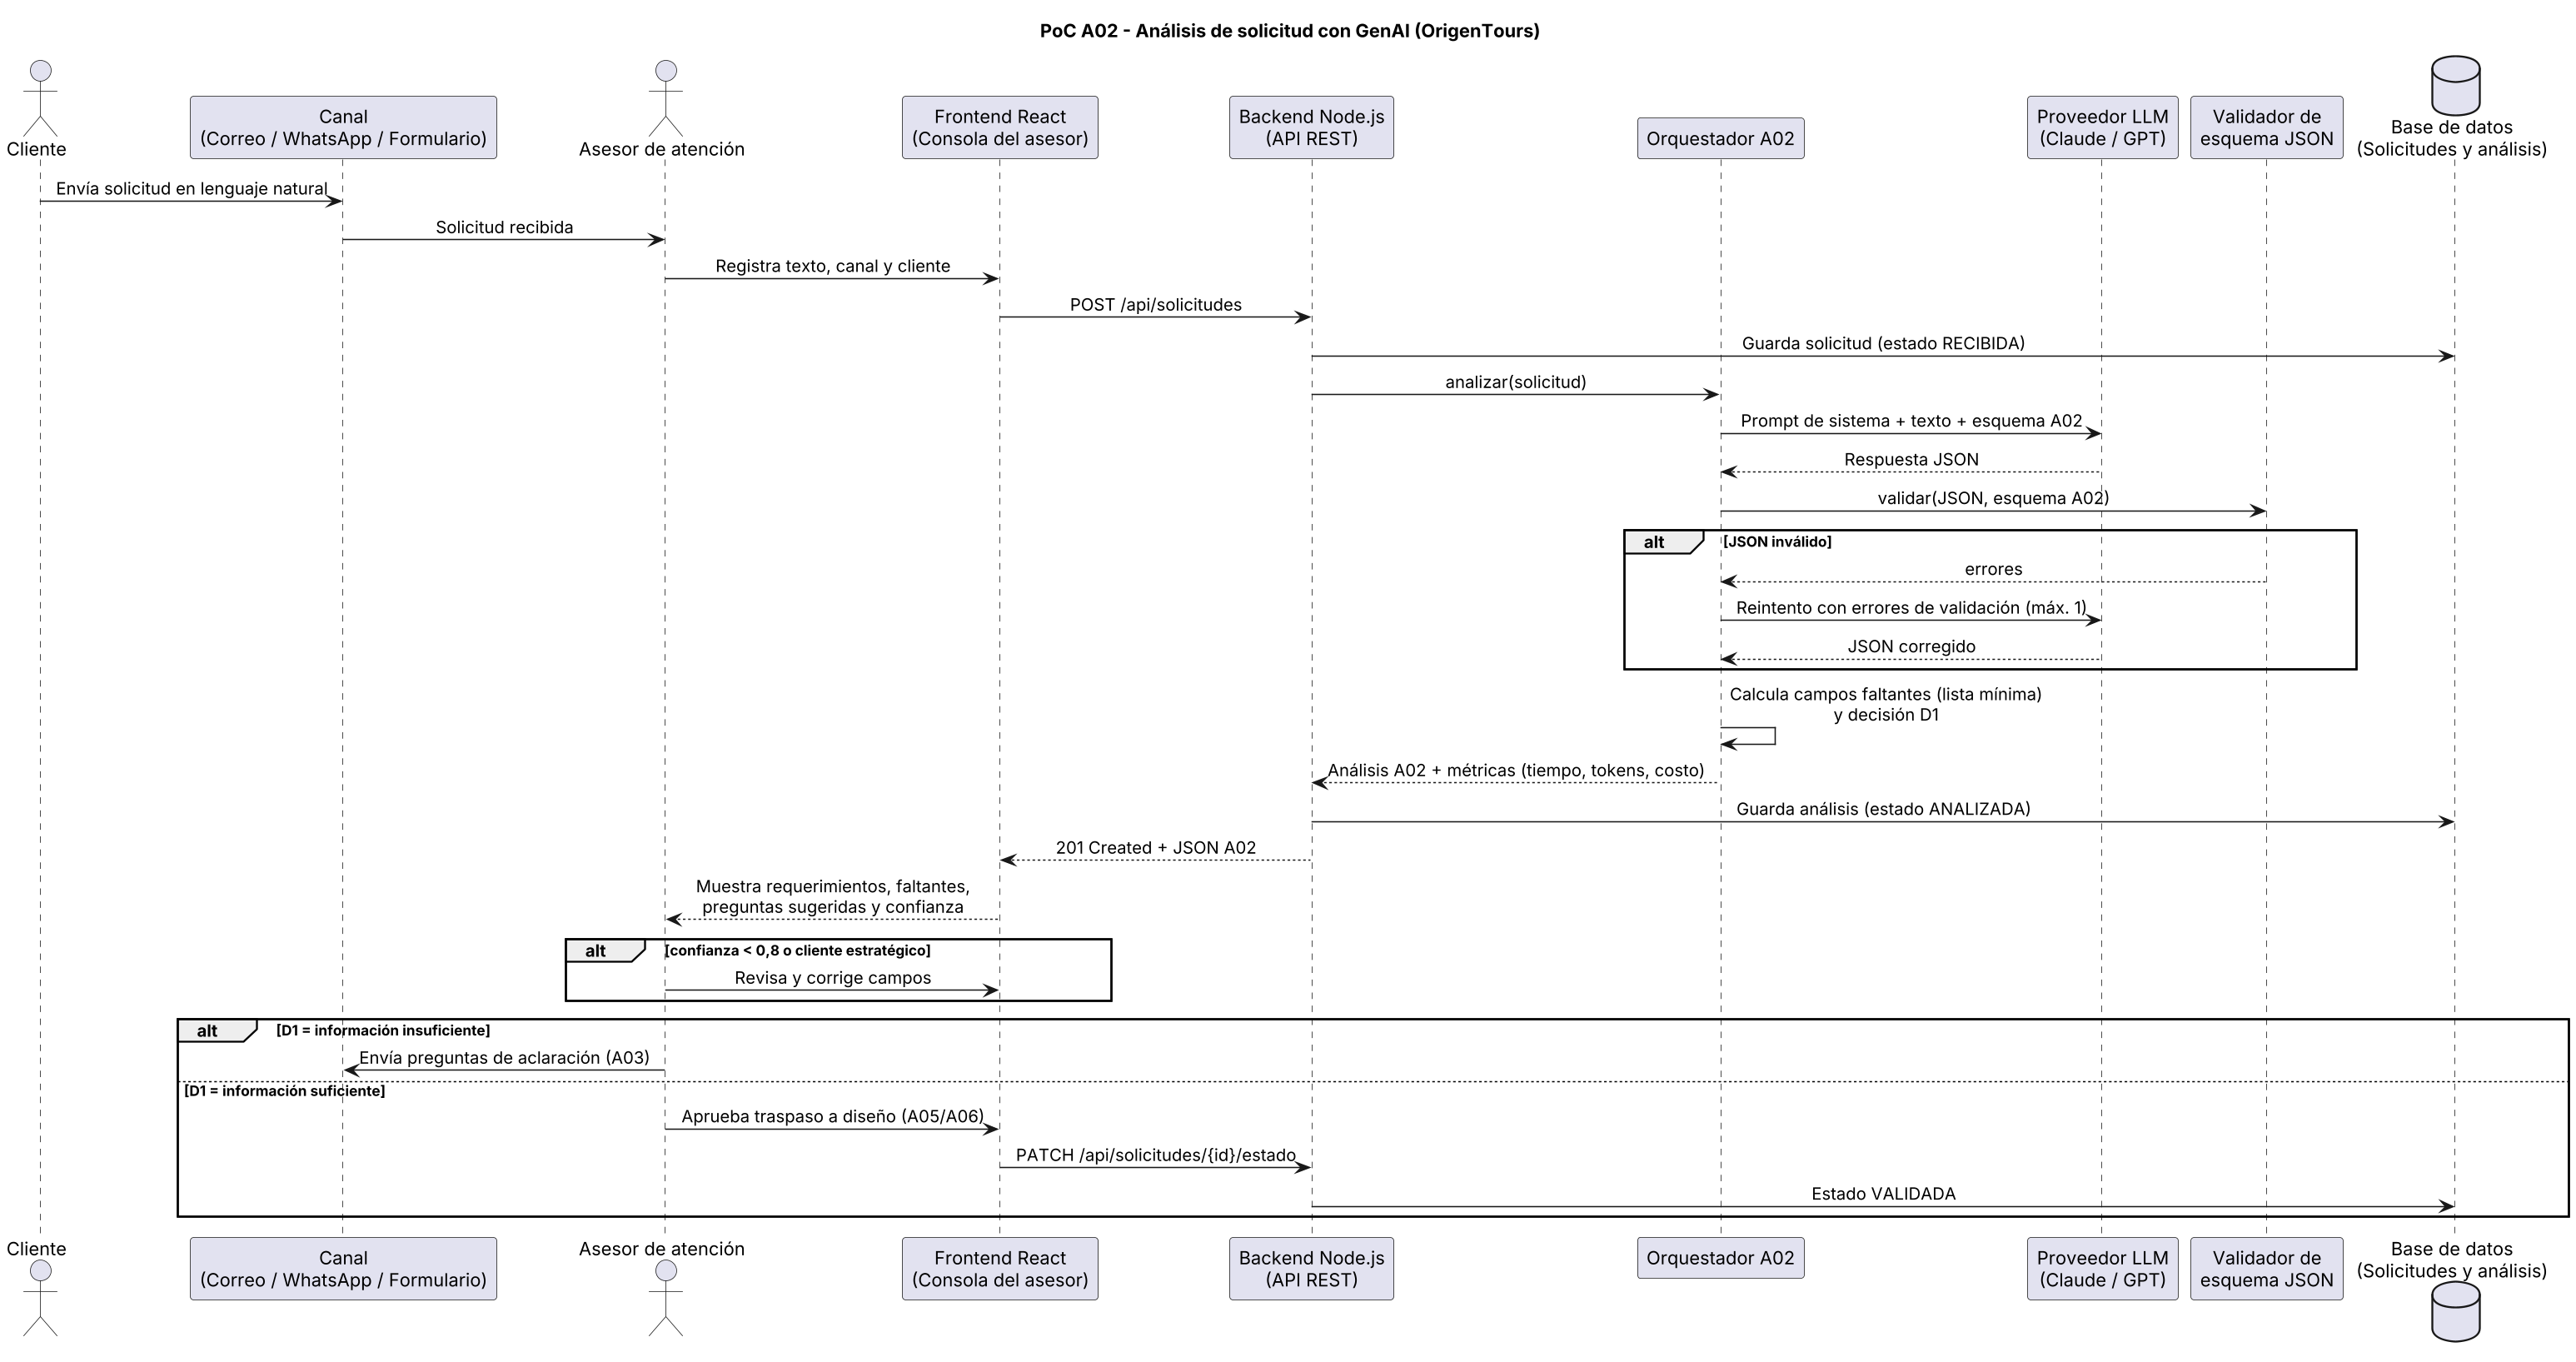 PoC A02 - Análisis de solicitud con GenAI (OrigenTours)
Cliente
Canal
(Correo / WhatsApp / Formulario)
Asesor de atención
Frontend React
(Consola del asesor)
Backend Node.js
(API REST)
Orquestador A02
Proveedor LLM
(Claude / GPT)
Validador de
esquema JSON
Base de datos
(Solicitudes y análisis)
Envía solicitud en lenguaje natural
Solicitud recibida
Registra texto, canal y cliente
POST /api/solicitudes
Guarda solicitud (estado RECIBIDA)
analizar(solicitud)
Prompt de sistema + texto + esquema A02
Respuesta JSON
validar(JSON, esquema A02)
alt [JSON inválido]
errores
Reintento con errores de validación (máx. 1)
JSON corregido
Calcula campos faltantes (lista mínima)
y decisión D1
Análisis A02 + métricas (tiempo, tokens, costo)
Guarda análisis (estado ANALIZADA)
201 Created + JSON A02
Muestra requerimientos, faltantes,
preguntas sugeridas y confianza
alt [confianza < 0,8 o cliente estratégico]
Revisa y corrige campos
alt [D1 = información insuficiente]
Envía preguntas de aclaración (A03)
[D1 = información suficiente]
Aprueba traspaso a diseño (A05/A06)
PATCH /api/solicitudes/{id}/estado
Estado VALIDADA
Cliente
Canal
(Correo / WhatsApp / Formulario)
Asesor de atención
Frontend React
(Consola del asesor)
Backend Node.js
(API REST)
Orquestador A02
Proveedor LLM
(Claude / GPT)
Validador de
esquema JSON
Base de datos
(Solicitudes y análisis)